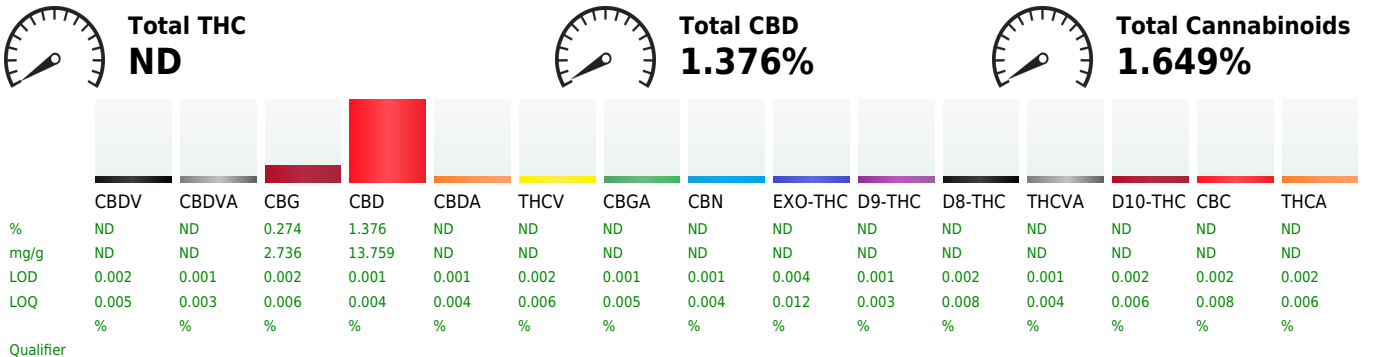 Total THC Total CBD Total Cannabinoids
ND 1.376% 1.649%
CBDV CBDVA CBG CBD CBDA THCV CBGA CBN EXO-THC D9-THC D8-THC THCVA D10-THC CBC THCA
% ND ND 0.274 1.376 ND ND ND ND ND ND ND ND ND ND ND
mg/g ND ND 2.736 13.759 ND ND ND ND ND ND ND ND ND ND ND
LOD 0.002 0.001 0.002 0.001 0.001 0.002 0.001 0.001 0.004 0.001 0.002 0.001 0.002 0.002 0.002
LOQ 0.005 0.003 0.006 0.004 0.004 0.006 0.005 0.004 0.012 0.003 0.008 0.004 0.006 0.008 0.006
% % % % % % % % % % % % % % %
Qualifier